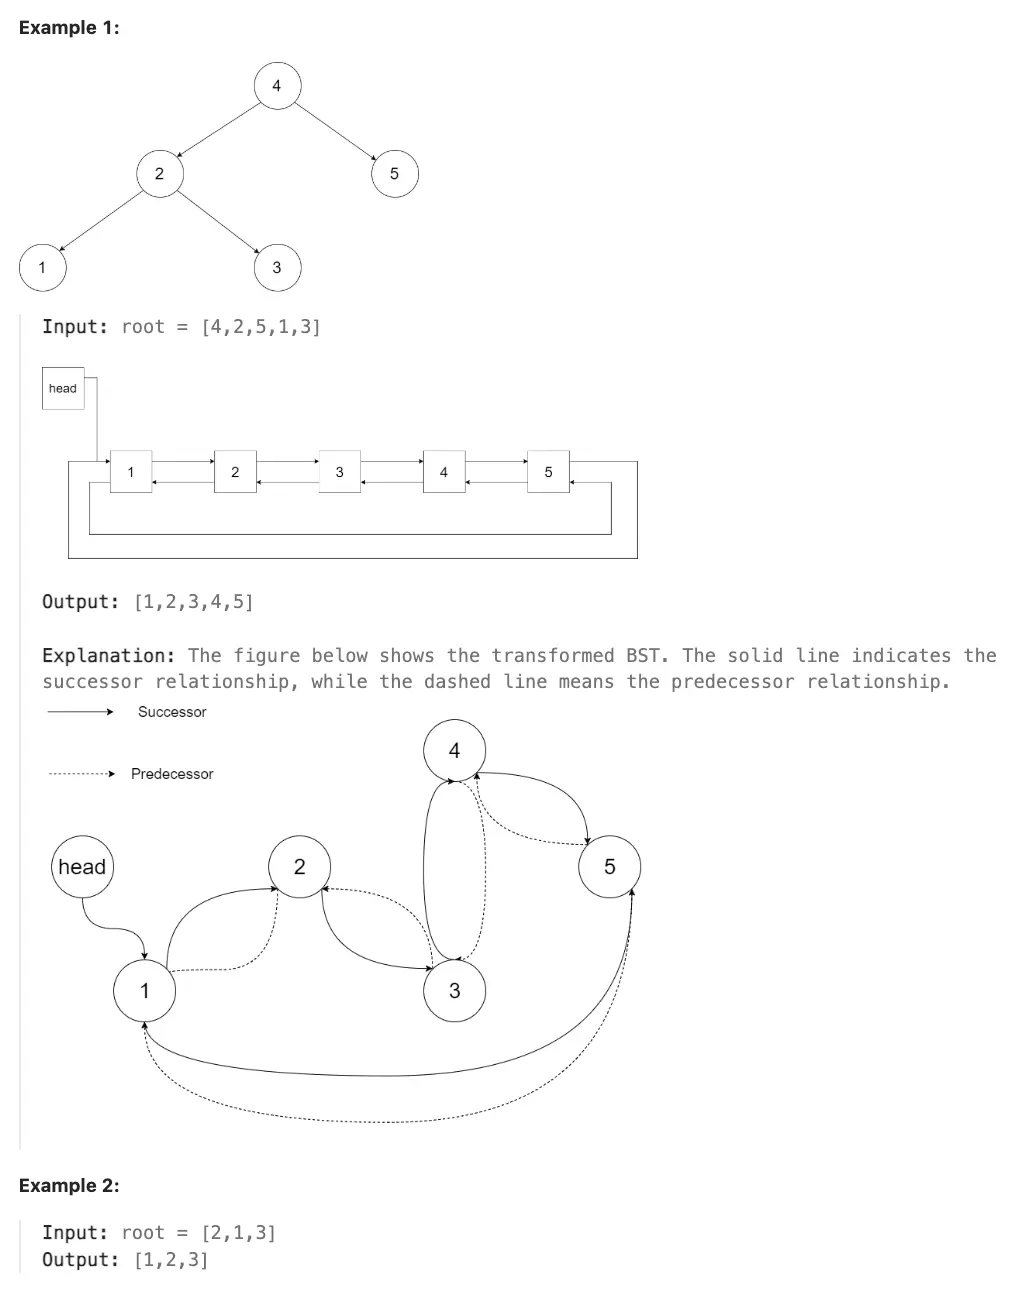 Example 1:
4
2
5
1
3
Input: root = [4,2,5,1,3]
head
1
2
3
4
5
Output: [1,2,3,4,5]
Explanation: The figure below shows the transformed BST. The solid line indicates the
successor relationship, while the dashed line means the predecessor relationship.
Successor
4
Predecessor
head
2
5
1
3
Example 2:
Input: root = [2,1,3]
Output: [1,2,3]